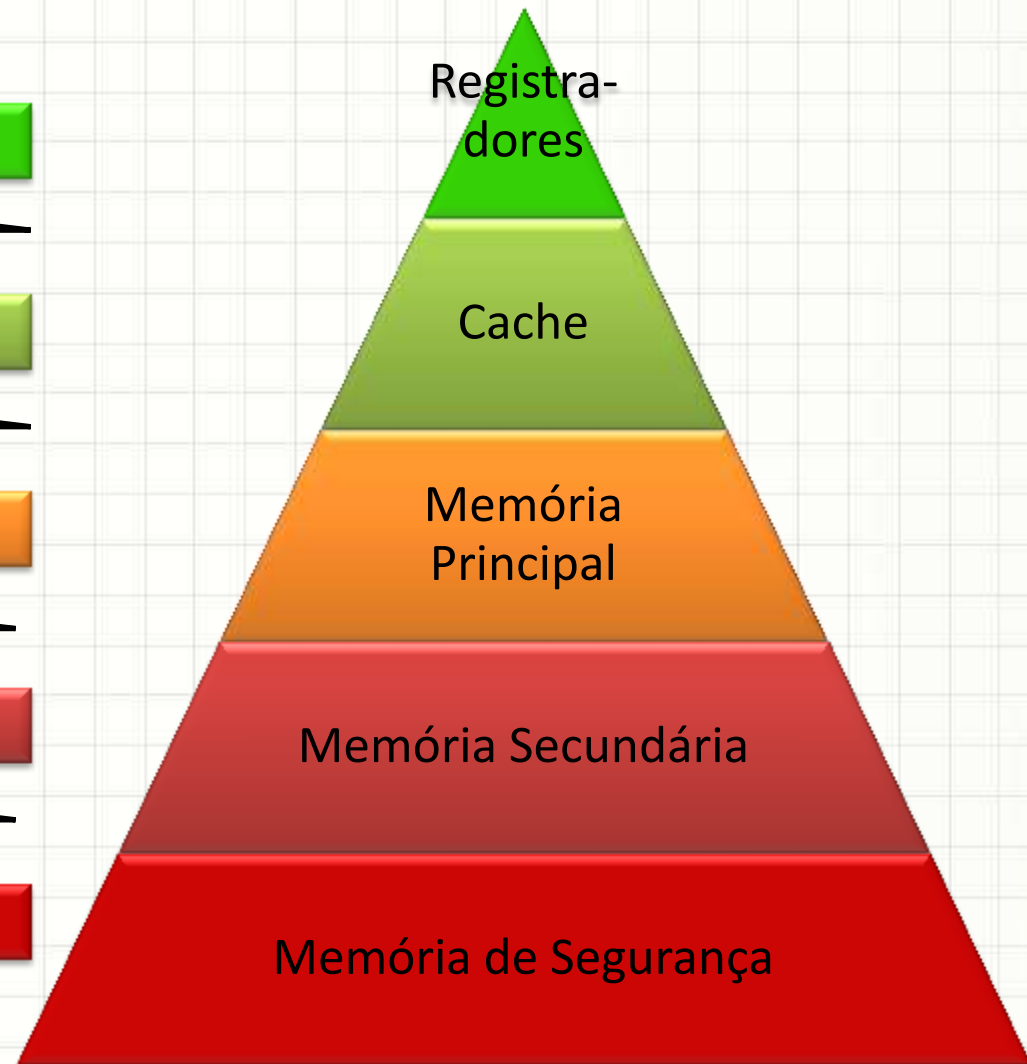 Registra-
dores
Cache
Memória
Principal
Memória Secundária
Memória de Segurança